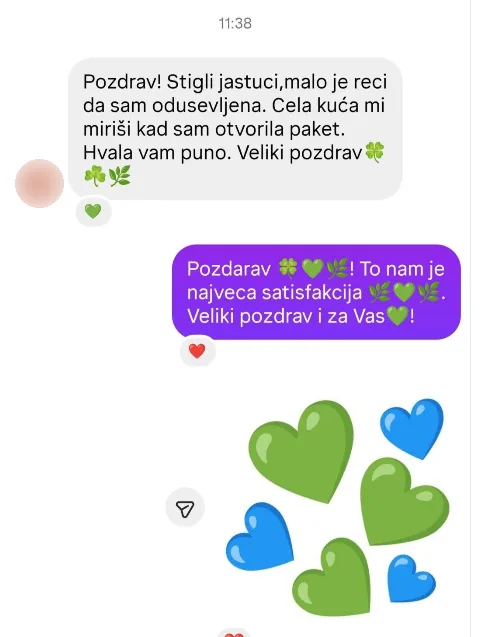 11:38
Pozdrav! Stigli jastuci,malo je reci
da sam odusevljena. Cela kuća mi
miriši kad sam otvorila paket.
Hvala vam puno. Veliki pozdrav🍀
☘️🌿
Pozdarav 🍀💚🌿! To nam je
najveca satisfakcija 🌿💚🌿.
Veliki pozdrav i za Vas💚!